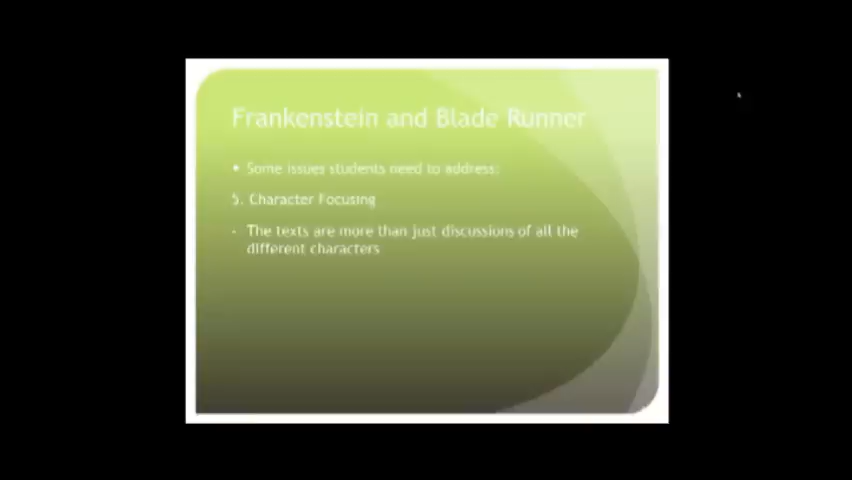 Frankenstein and Blade Runner
• Some issues students need to address:
5. Character Focusing
- The texts are more than just discussions of all the
different characters